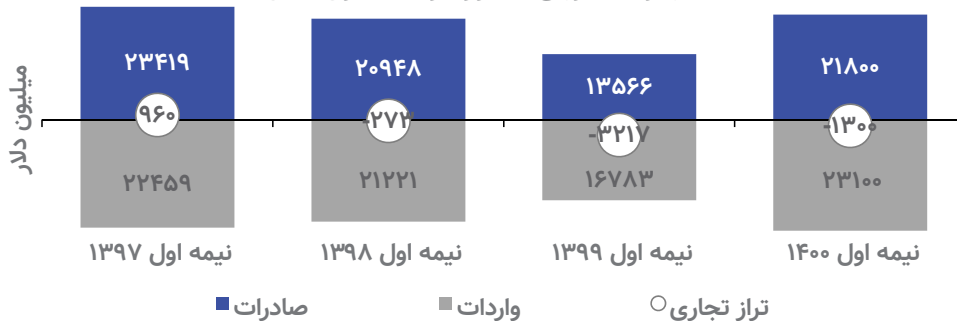 ۲۳۴۱۹
۲۰۹۴۸
۱۳۵۶۶
۲۱۸۰۰
۹۶۰
-۲۷۳
-۳۲۱۷
-۱۳۰۰
۲۲۴۵۹
۲۱۲۲۱
۱۶۷۸۳
۲۳۱۰۰
میلیون دلار
نیمه اول ۱۳۹۷
نیمه اول ۱۳۹۸
نیمه اول ۱۳۹۹
نیمه اول ۱۴۰۰
صادرات
واردات
تراز تجاری